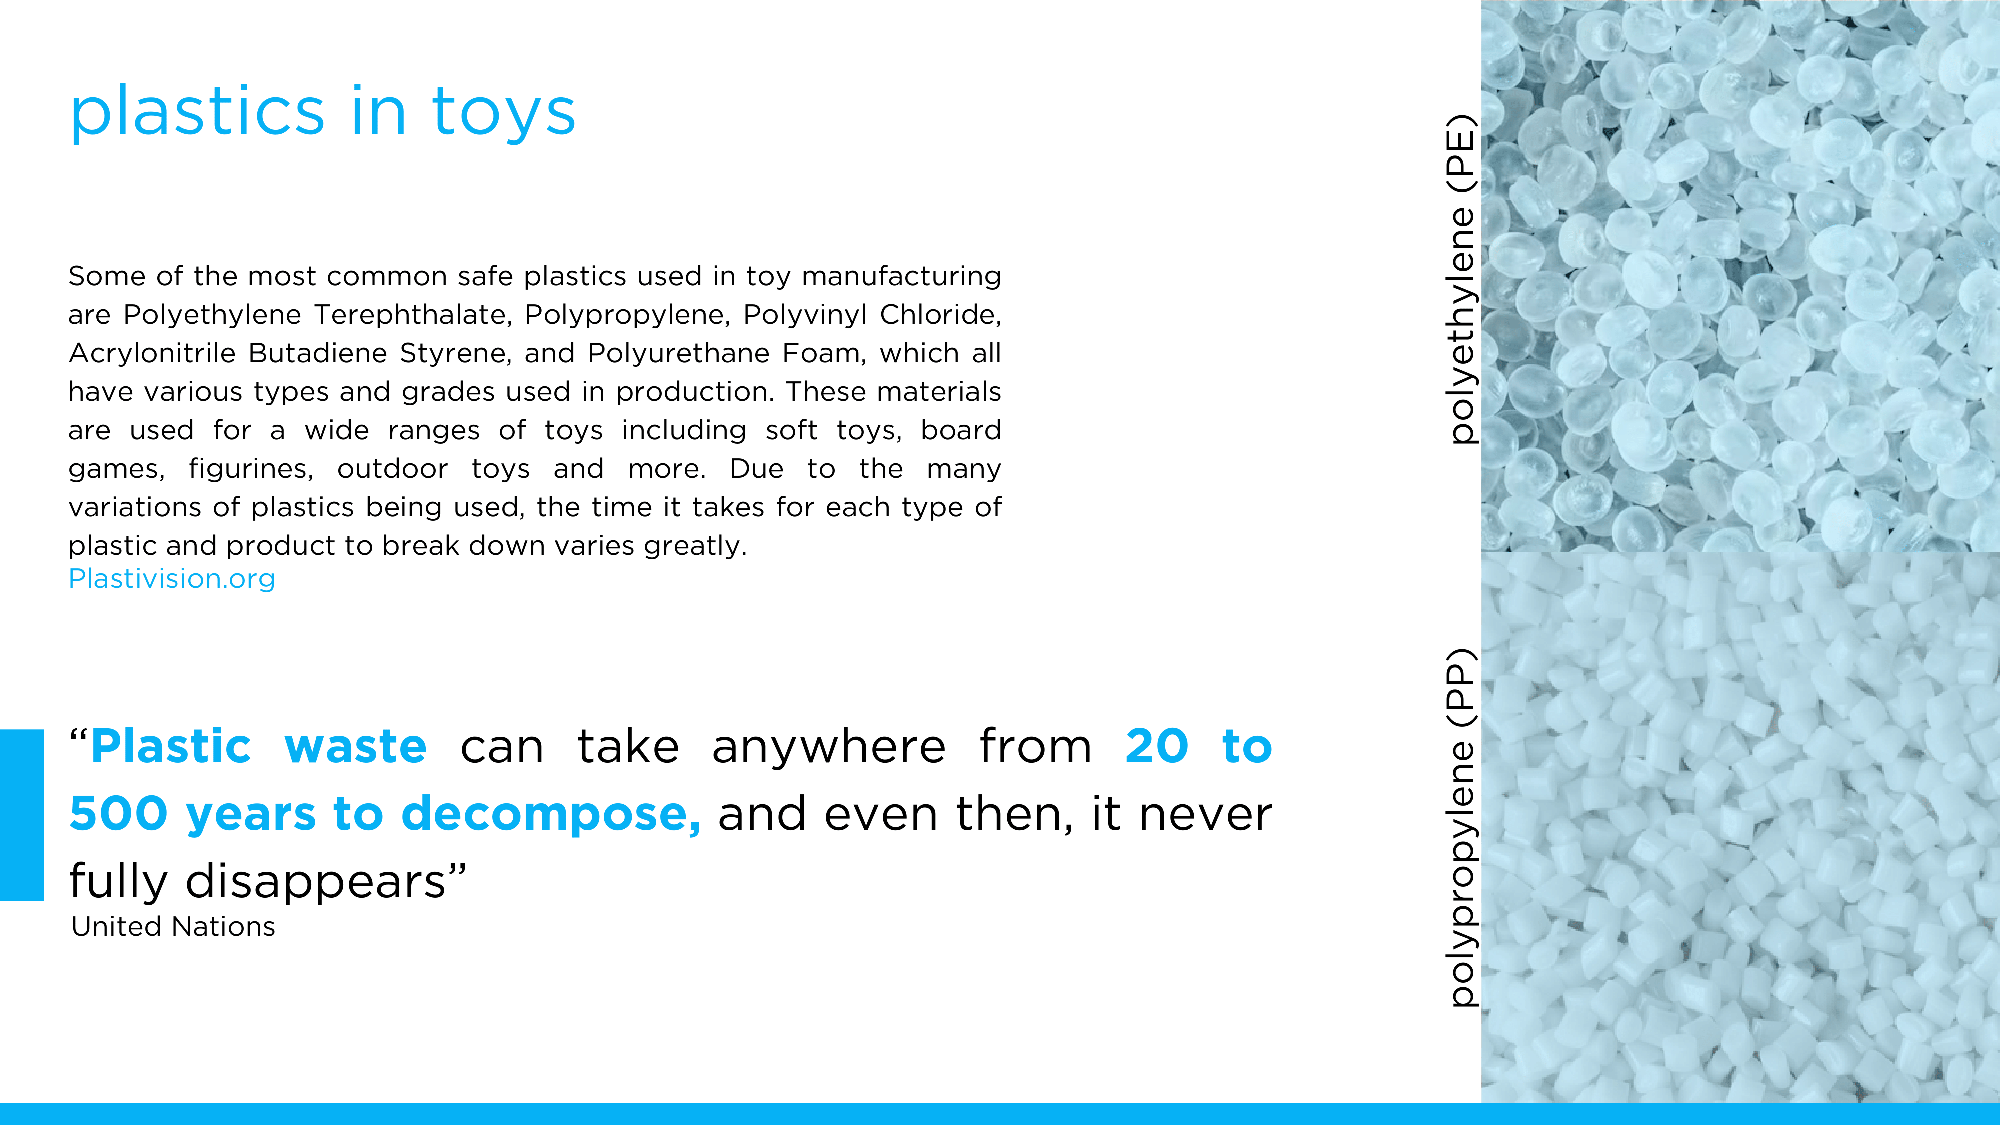 plastics in toys
Some of the most common safe plastics used in toy manufacturing
are Polyethylene Terephthalate, Polypropylene, Polyvinyl Chloride,
Acrylonitrile Butadiene Styrene, and Polyurethane Foam, which all
have various types and grades used in production. These materials
are used for a wide ranges of toys including soft toys, board
games, figurines, outdoor toys and more. Due to the many
variations of plastics being used, the time it takes for each type of
plastic and product to break down varies greatly.
Plastivision.org
“Plastic waste can take anywhere from 20 to
500 years to decompose, and even then, it never
fully disappears”
United Nations
polyethylene (PE)
polypropylene (PP)